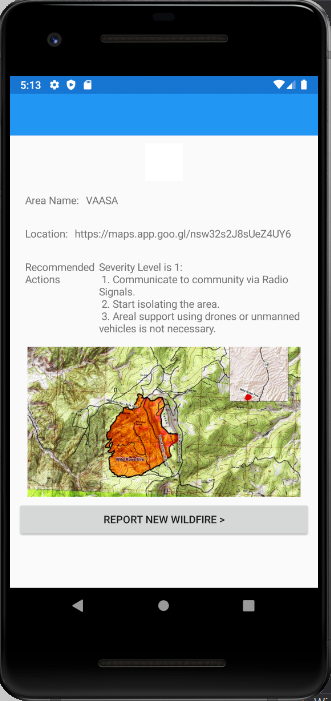 5:13
Area Name: VAASA
Location: https://maps.app.goo.gl/nsw32s2J8sUeZ4UY6
Recommended Actions
Severity Level is 1:
1. Communicate to community via Radio
Signals.
2. Start isolating the area.
3. Areal support using drones or unmanned
vehicles is not necessary.
REPORT NEW WILDFIRE >